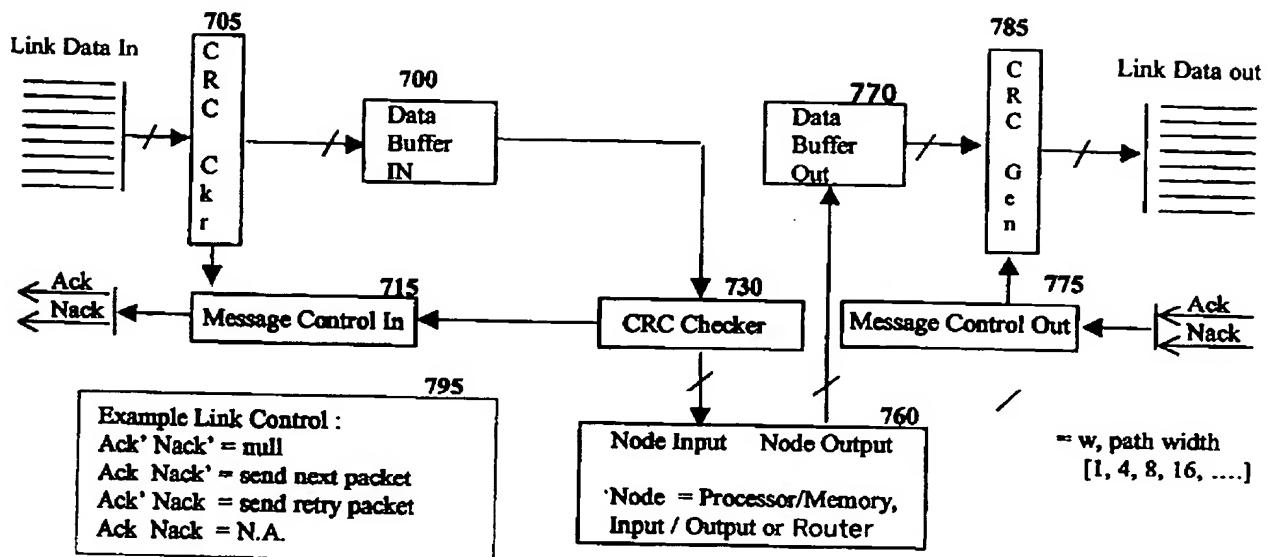 705
785
Link Data In
C
R
C
C
k
r
700
Data
Buffer
IN
770
Data
Buffer
Out
C
R
C
G
e
n
Link Data out
Ack
Nack
715
Message Control In
730
CRC Checker
775
Message Control Out
Ack
Nack
795
Example Link Control :
Ack' Nack' = null
Ack Nack' = send next packet
Ack' Nack = send retry packet
Ack Nack = N.A.
760
Node Input Node Output
'Node = Processor/Memory,
Input / Output or Router
= w, path width
[1, 4, 8, 16, ....]